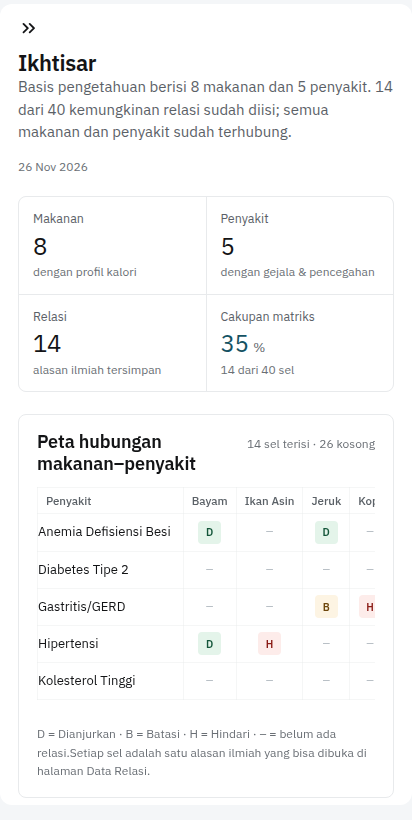 Ikhtisar
Basis pengetahuan berisi 8 makanan dan 5 penyakit. 14
dari 40 kemungkinan relasi sudah diisi; semua
makanan dan penyakit sudah terhubung.
26 Nov 2026
Makanan
8
dengan profil kalori
Penyakit
5
dengan gejala & pencegahan
Relasi
14
alasan ilmiah tersimpan
Cakupan matriks
35 %
14 dari 40 sel
Peta hubungan
makanan–penyakit
14 sel terisi · 26 kosong
Penyakit Bayam Ikan Asin Jeruk
Anemia Defisiensi Besi D – D –
Diabetes Tipe 2 – – – –
Gastritis/GERD – – B H
Hipertensi D H – –
Kolesterol Tinggi – – – –
D = Dianjurkan · B = Batasi · H = Hindari · – = belum ada
relasi.Setiap sel adalah satu alasan ilmiah yang bisa dibuka di
halaman Data Relasi.